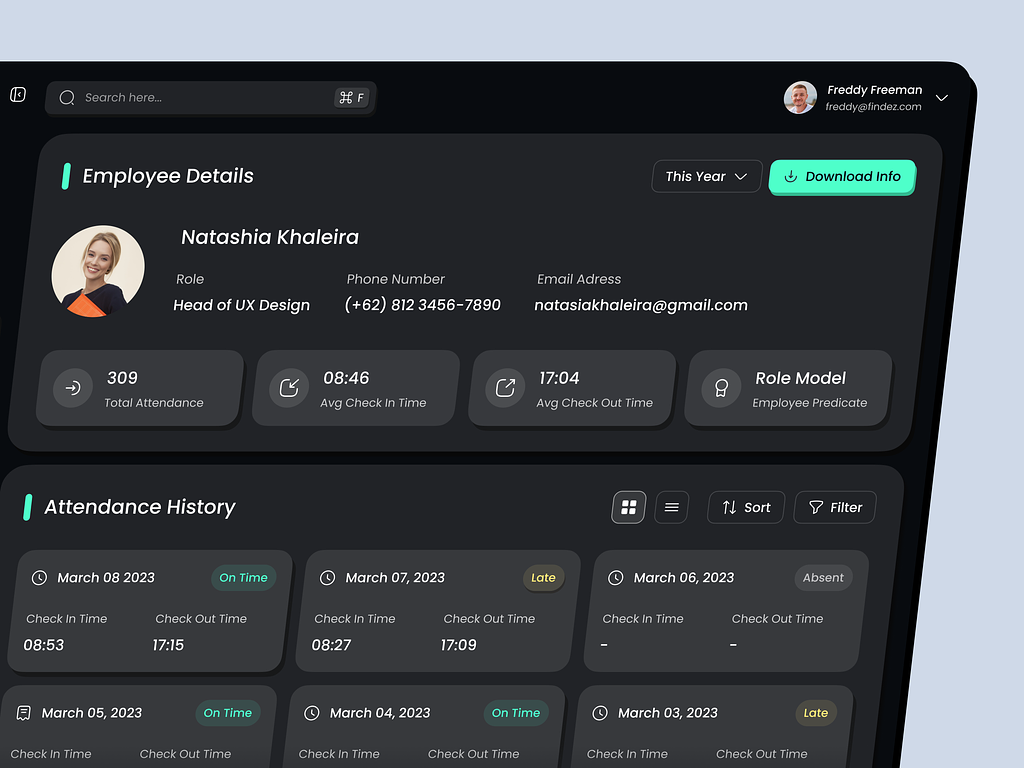 Search here...
⌘ F
Freddy Freeman
freddy@findez.com
Employee Details
This Year
Download Info
Natashia Khaleira
Role
Phone Number
Email Adress
Head of UX Design
(+62) 812 3456-7890
natasiakhaleira@gmail.com
309
Total Attendance
08:46
Avg Check In Time
17:04
Avg Check Out Time
Role Model
Employee Predicate
Attendance History
Sort
Filter
March 08 2023
On Time
Check In Time
Check Out Time
08:53
17:15
March 07, 2023
Late
Check In Time
Check Out Time
08:27
17:09
March 06, 2023
Absent
Check In Time
Check Out Time
-
-
March 05, 2023
On Time
Check In Time
Check Out Time
March 04, 2023
On Time
Check In Time
Check Out Time
March 03, 2023
Late
Check In Time
Check Out Time